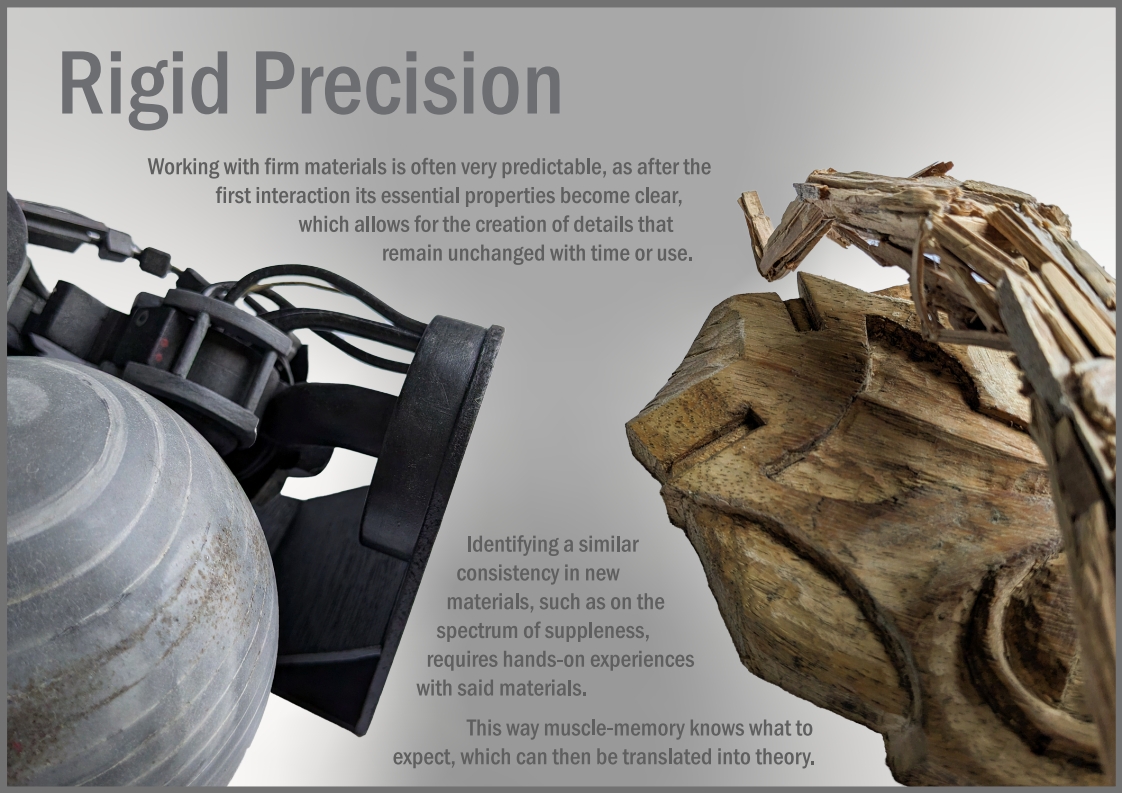 Rigid Precision
Working with firm materials is often very predictable, as after the
first interaction its essential properties become clear,
which allows for the creation of details that
remain unchanged with time or use.
Identifying a similar
consistency in new
materials, such as on the
spectrum of suppleness,
requires hands-on experiences
with said materials.
This way muscle-memory knows what to
expect, which can then be translated into theory.